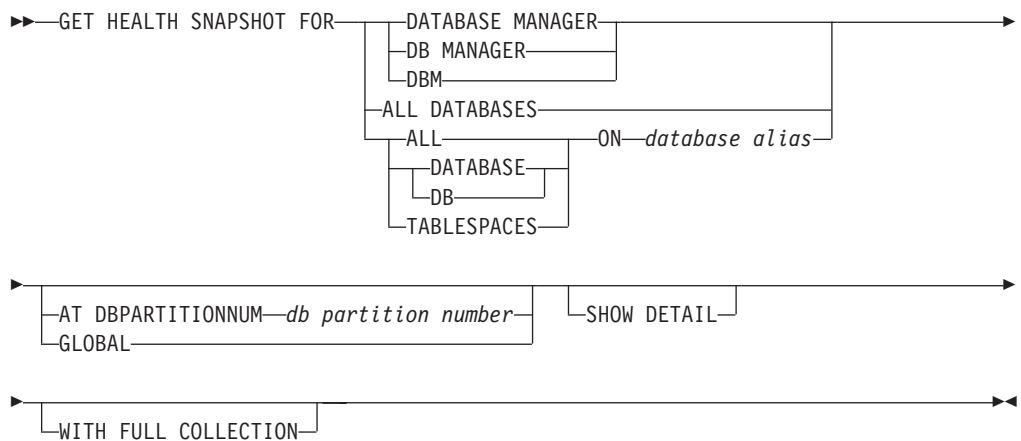 GET HEALTH SNAPSHOT FOR DATABASE MANAGER
DB MANAGER
DBM
ALL DATABASES
ALL ON database alias
DATABASE
DB
TABLESPACES
AT DBPARTITIONNUM db partition number SHOW DETAIL
GLOBAL
WITH FULL COLLECTION